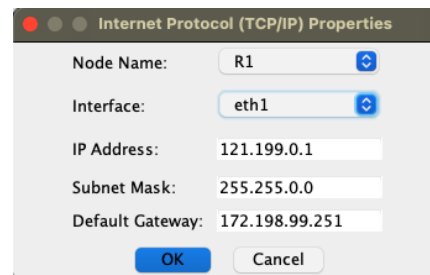 Internet Protocol (TCP/IP) Properties
Node Name: R1
Interface: eth1
IP Address: 121.199.0.1
Subnet Mask: 255.255.0.0
Default Gateway: 172.198.99.251
OK Cancel